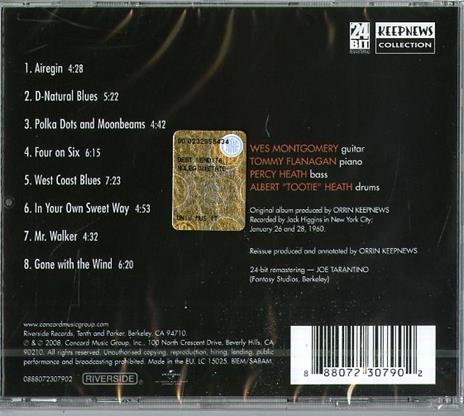 24
BIT
KEEPNEWS
COLLECTION
1. Airegin 4:28
2. D-Natural Blues 5:22
3. Polka Dots and Moonbeams 4:42
4. Four on Six 6:15
5. West Coast Blues 7:23
6. In Your Own Sweet Way 4:53
7. Mr. Walker 4:32
8. Gone with the Wind 6:20
WES MONTGOMERY guitar
TOMMY FLANAGAN piano
PERCY HEATH bass
ALBERT "TOOTIE" HEATH drums
Original album produced by ORRIN KEEPNEWS
Recorded by Jack Higgins in New York City;
January 26 and 28, 1960.
Reissue produced and annotated by ORRIN KEEPNEWS
24-bit remastering — JOE TARANTINO
(Fantasy Studios, Berkeley)
www.concordmusicgroup.com
Riverside Records, Tenth and Parker, Berkeley, CA 94710.
℗ & © 2008, Concord Music Group, Inc., 100 North Crescent Drive, Beverly Hills, CA
90210. All rights reserved. Unauthorised copying, reproduction, hiring, lending, public
performance and broadcasting prohibited. Made in the EU. LC 15025. BIEM/SABAM.
0888072307902
RIVERSIDE
8 88072 30790 2